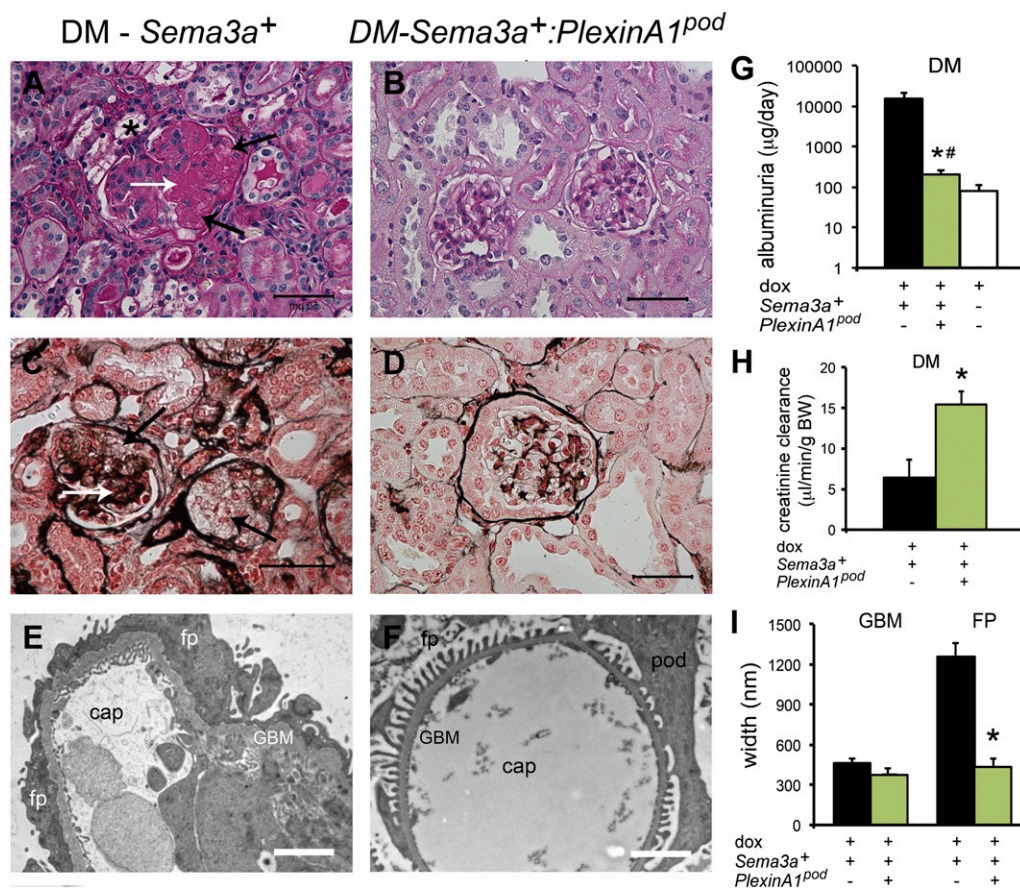 DM - Sema3a+
DM-Sema3a+:PlexinA1pod
A
*
50 µm
B
C
D
E
fp
cap
GBM
fp
F
fp
pod
GBM
cap
G
DM
albuminuria (µg/day)
100000
10000
1000
100
10
1
*#
dox + + +
Sema3a+ + + -
PlexinA1pod - + -
H
DM
creatinine clearance
(µl/min/g BW)
20
15
10
5
0
*
dox + +
Sema3a+ + +
PlexinA1pod - +
I
GBM FP
width (nm)
1500
1200
900
600
300
0
*
dox + + + +
Sema3a+ + + + +
PlexinA1pod - + - +